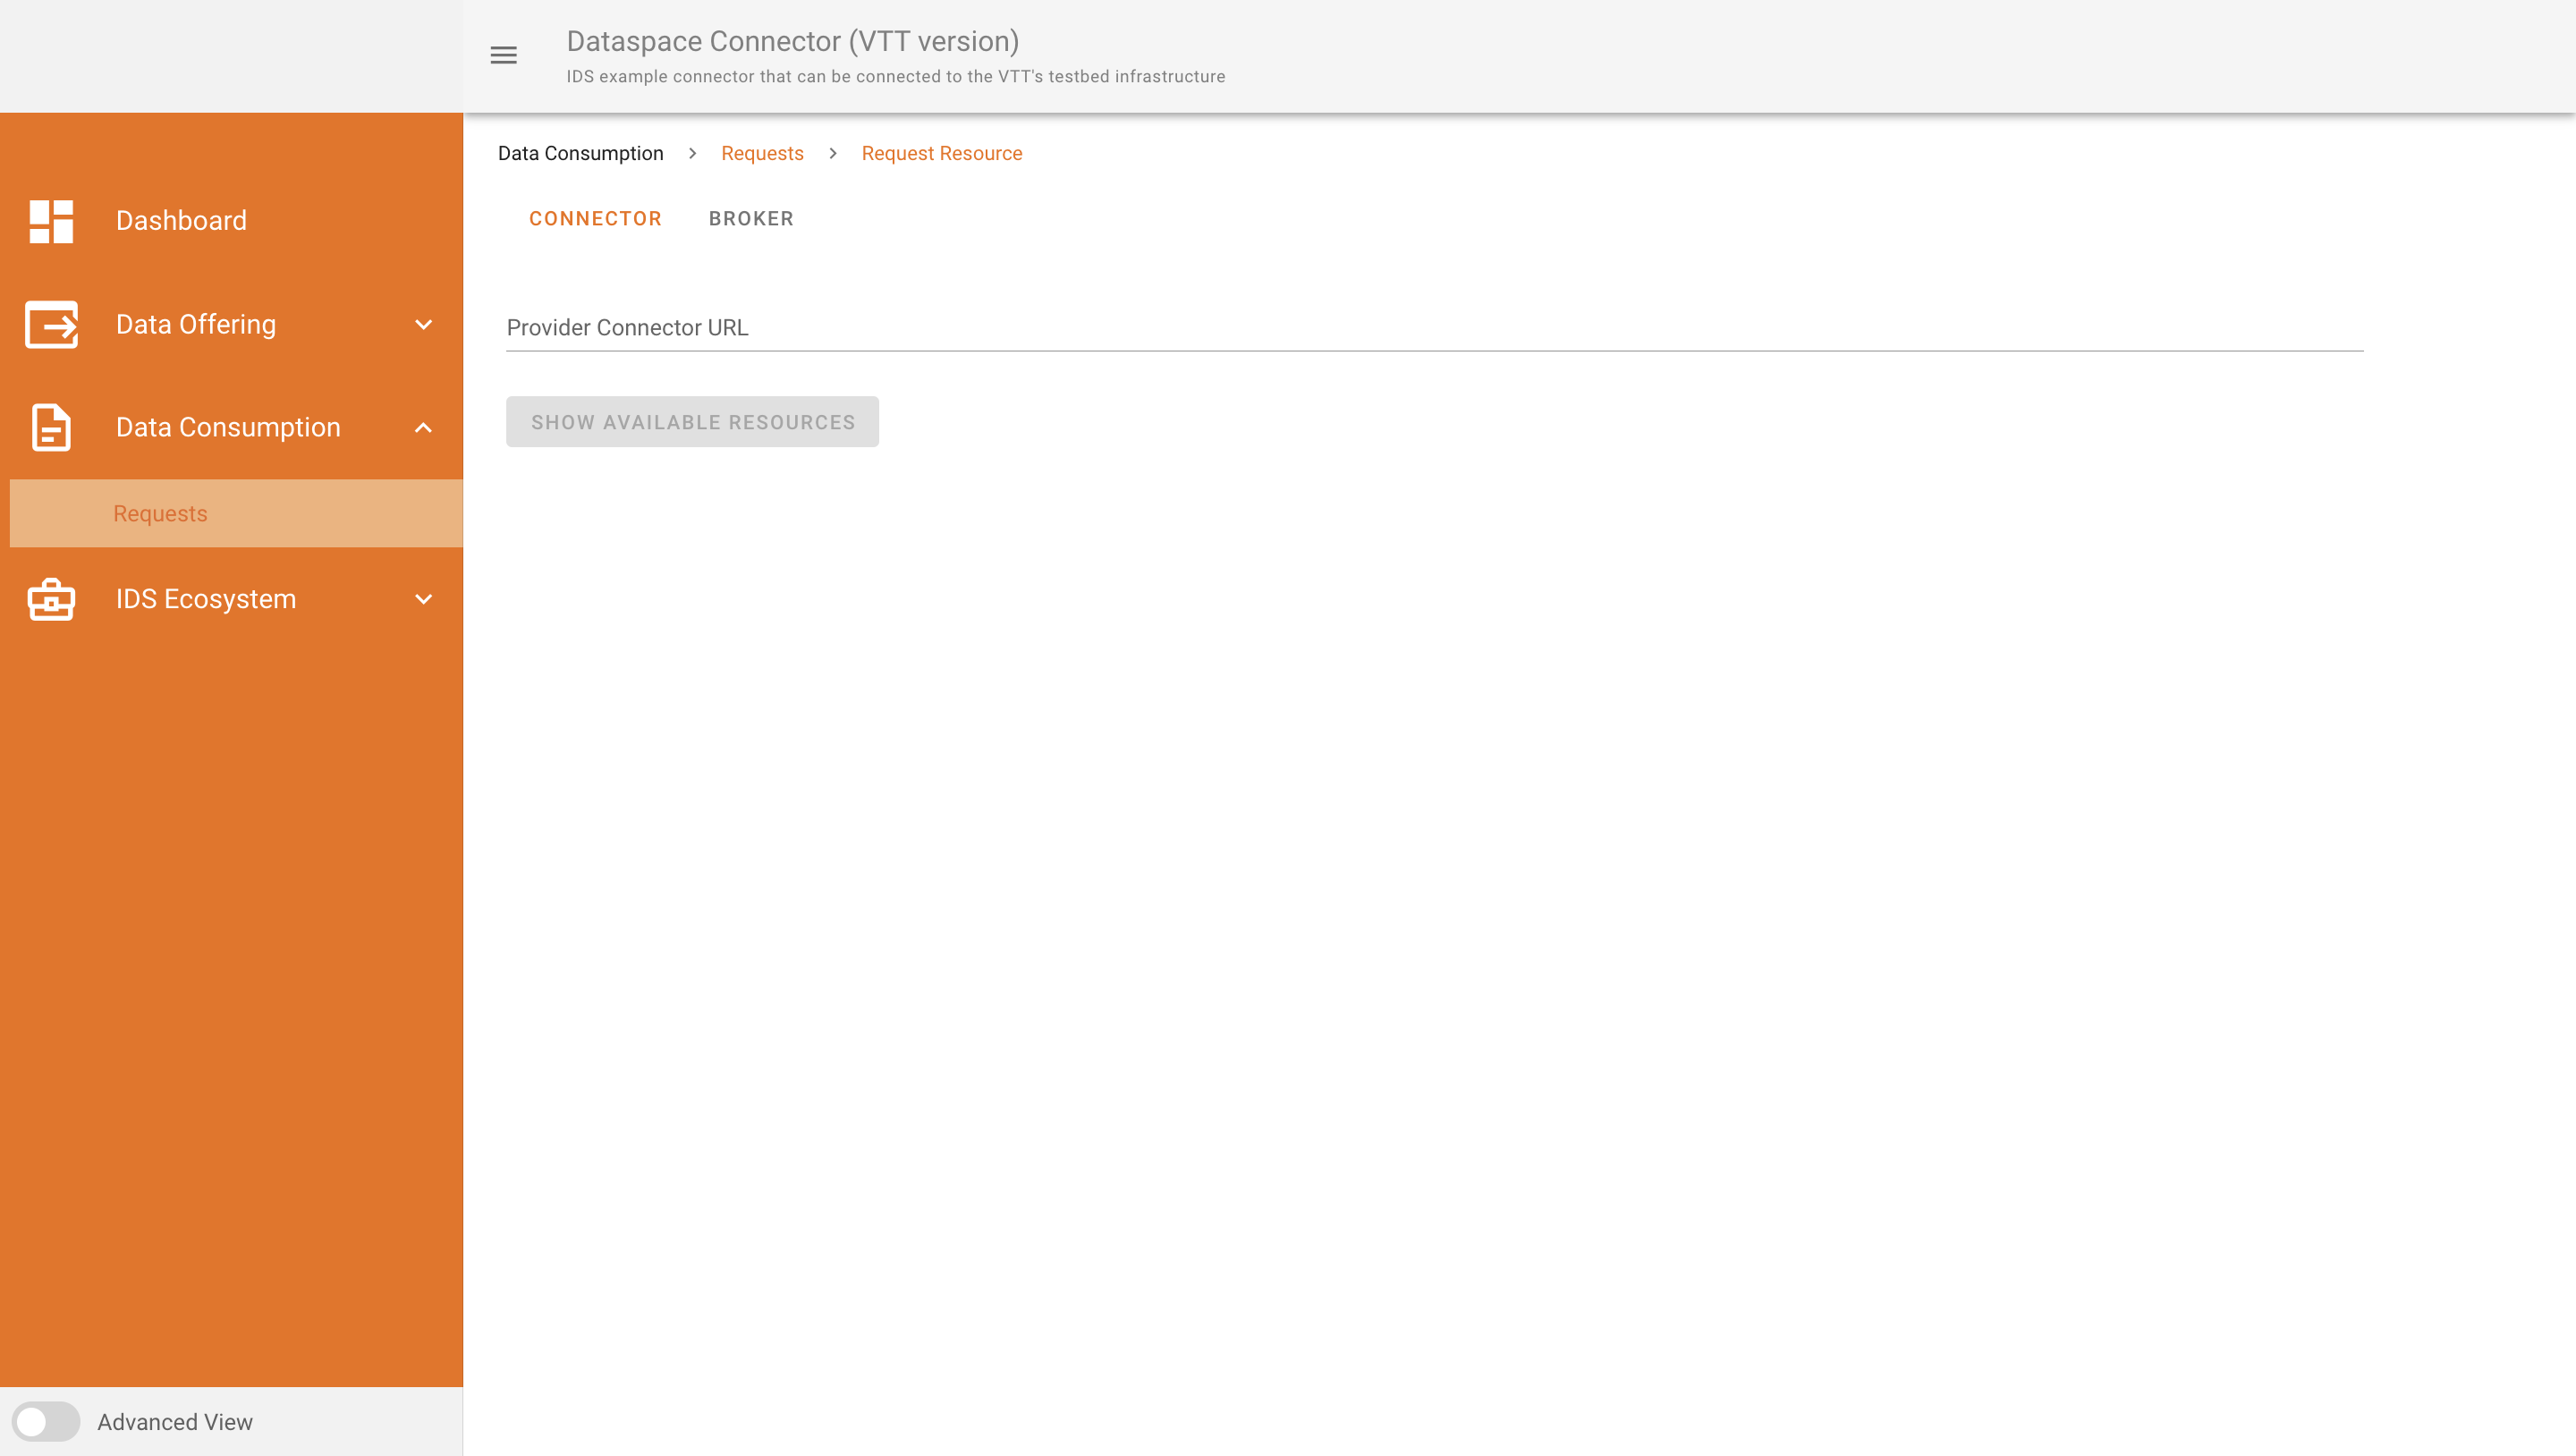 Dataspace Connector (VTT version)
IDS example connector that can be connected to the VTT's testbed infrastructure
Data Consumption > Requests > Request Resource
CONNECTOR BROKER
Provider Connector URL
SHOW AVAILABLE RESOURCES
Dashboard
Data Offering
Data Consumption
Requests
IDS Ecosystem
Advanced View